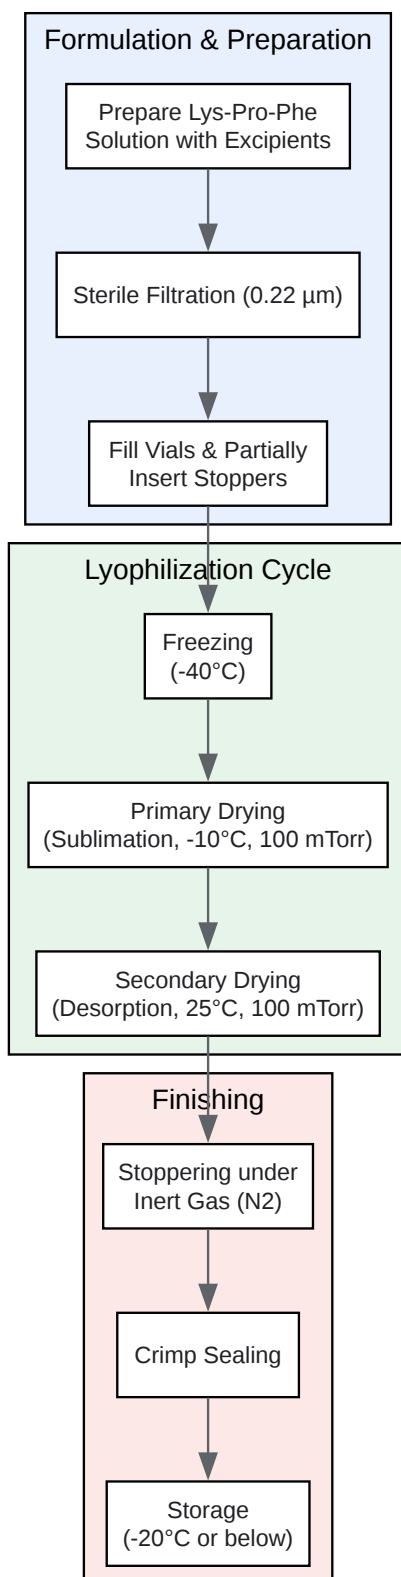 Formulation & Preparation
Prepare Lys-Pro-Phe
Solution with Excipients
Sterile Filtration (0.22 µm)
Fill Vials & Partially
Insert Stoppers
Lyophilization Cycle
Freezing
(-40°C)
Primary Drying
(Sublimation, -10°C, 100 mTorr)
Secondary Drying
(Desorption, 25°C, 100 mTorr)
Finishing
Stoppering under
Inert Gas (N2)
Crimp Sealing
Storage
(-20°C or below)